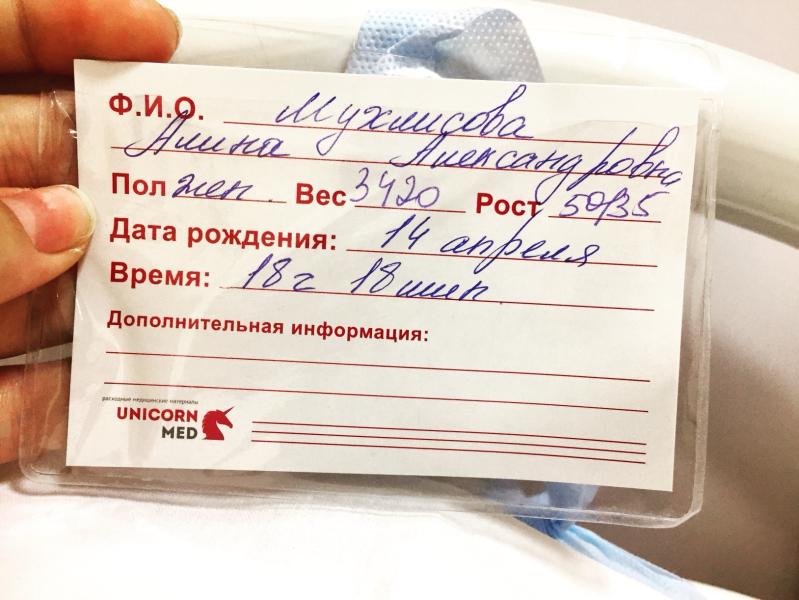 Ф.И.О. Мухлисова
Алина Александровна
Пол жен. Вес 3420 Рост 50/35
Дата рождения: 14 апреля
Время: 18 г 18 мин
Дополнительная информация:
расходные медицинские материалы
UNICORN
MED